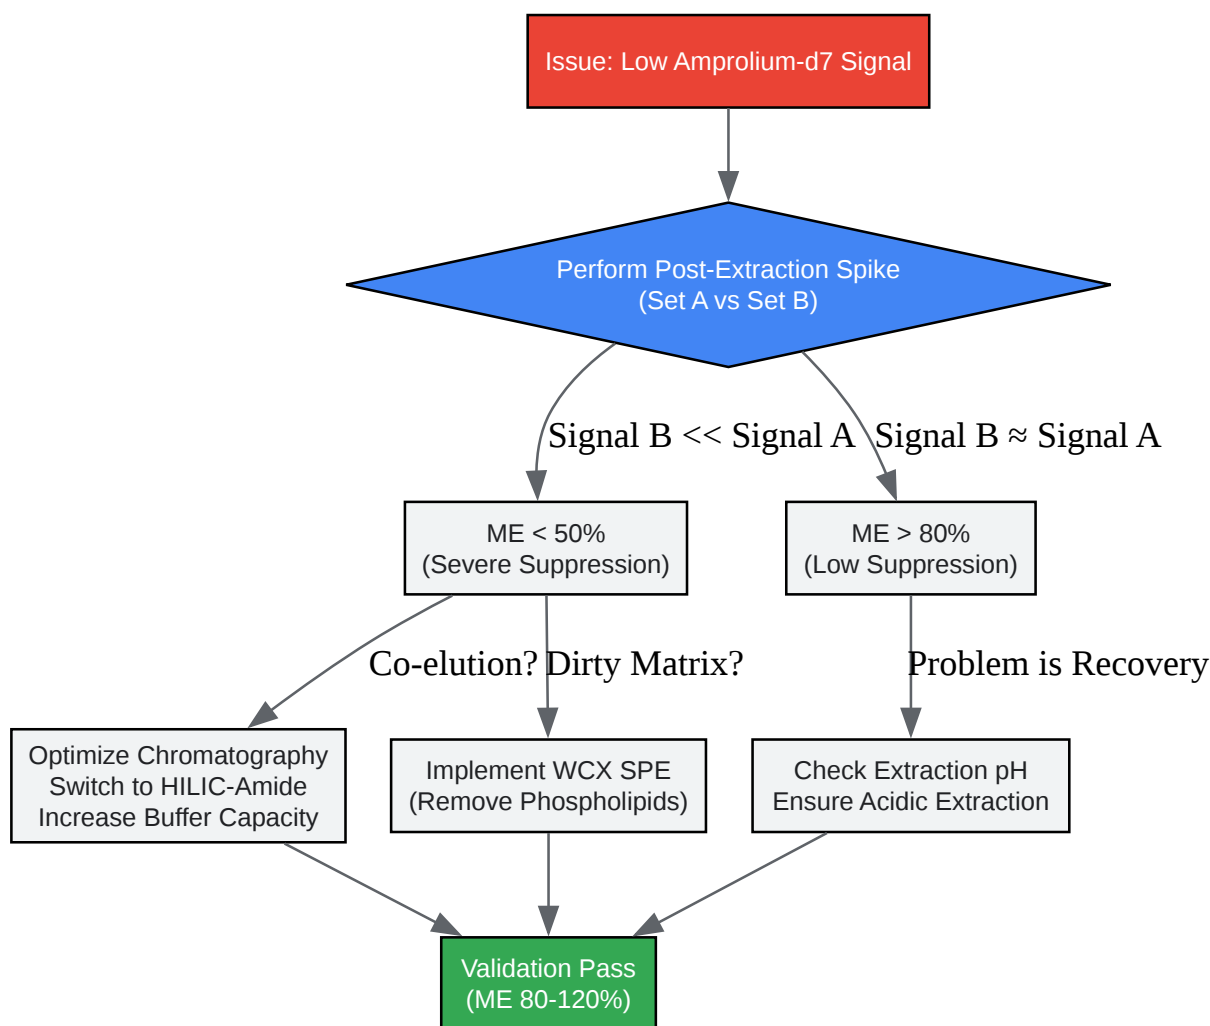 Issue: Low Amprolium-d7 Signal
Perform Post-Extraction Spike
(Set A vs Set B)
Signal B << Signal A
Signal B ≈ Signal A
ME < 50%
(Severe Suppression)
ME > 80%
(Low Suppression)
Co-elution?
Dirty Matrix?
Problem is Recovery
Optimize Chromatography
Switch to HILIC-Amide
Increase Buffer Capacity
Implement WCX SPE
(Remove Phospholipids)
Check Extraction pH
Ensure Acidic Extraction
Validation Pass
(ME 80-120%)